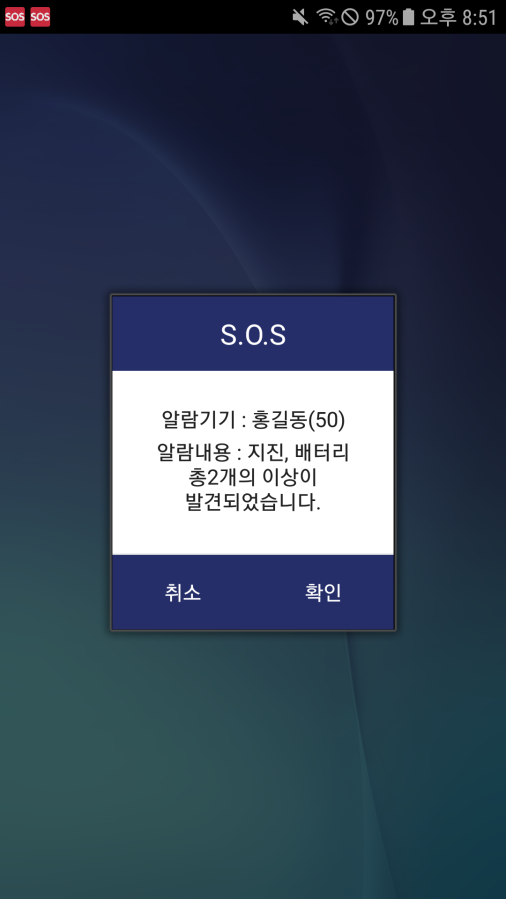 SOS SOS 97% 오후 8:51
S.O.S
알람기기 : 홍길동(50)
알람내용 : 지진, 배터리
총2개의 이상이
발견되었습니다.
취소 확인